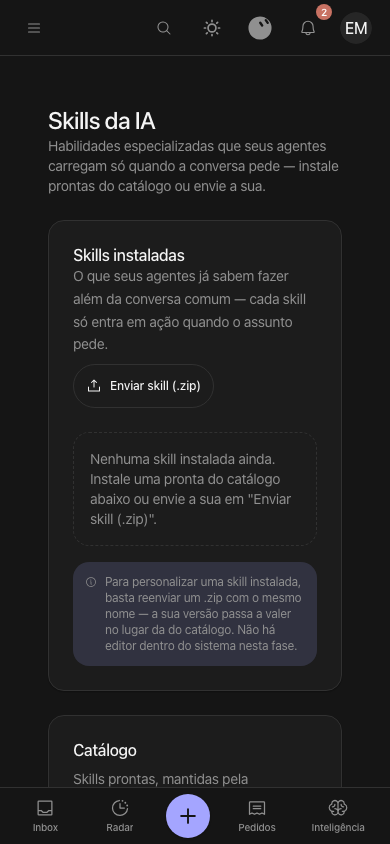 2
EM
Skills da IA
Habilidades especializadas que seus agentes
carregam só quando a conversa pede — instale
prontas do catálogo ou envie a sua.
Skills instaladas
O que seus agentes já sabem fazer
além da conversa comum — cada skill
só entra em ação quando o assunto
pede.
Enviar skill (.zip)
Nenhuma skill instalada ainda.
Instale uma pronta do catálogo
abaixo ou envie a sua em "Enviar
skill (.zip)".
Para personalizar uma skill instalada,
basta reenviar um .zip com o mesmo
nome — a sua versão passa a valer
no lugar da do catálogo. Não há
editor dentro do sistema nesta fase.
Catálogo
Skills prontas, mantidas pela
Inbox
Radar
Pedidos
Inteligência